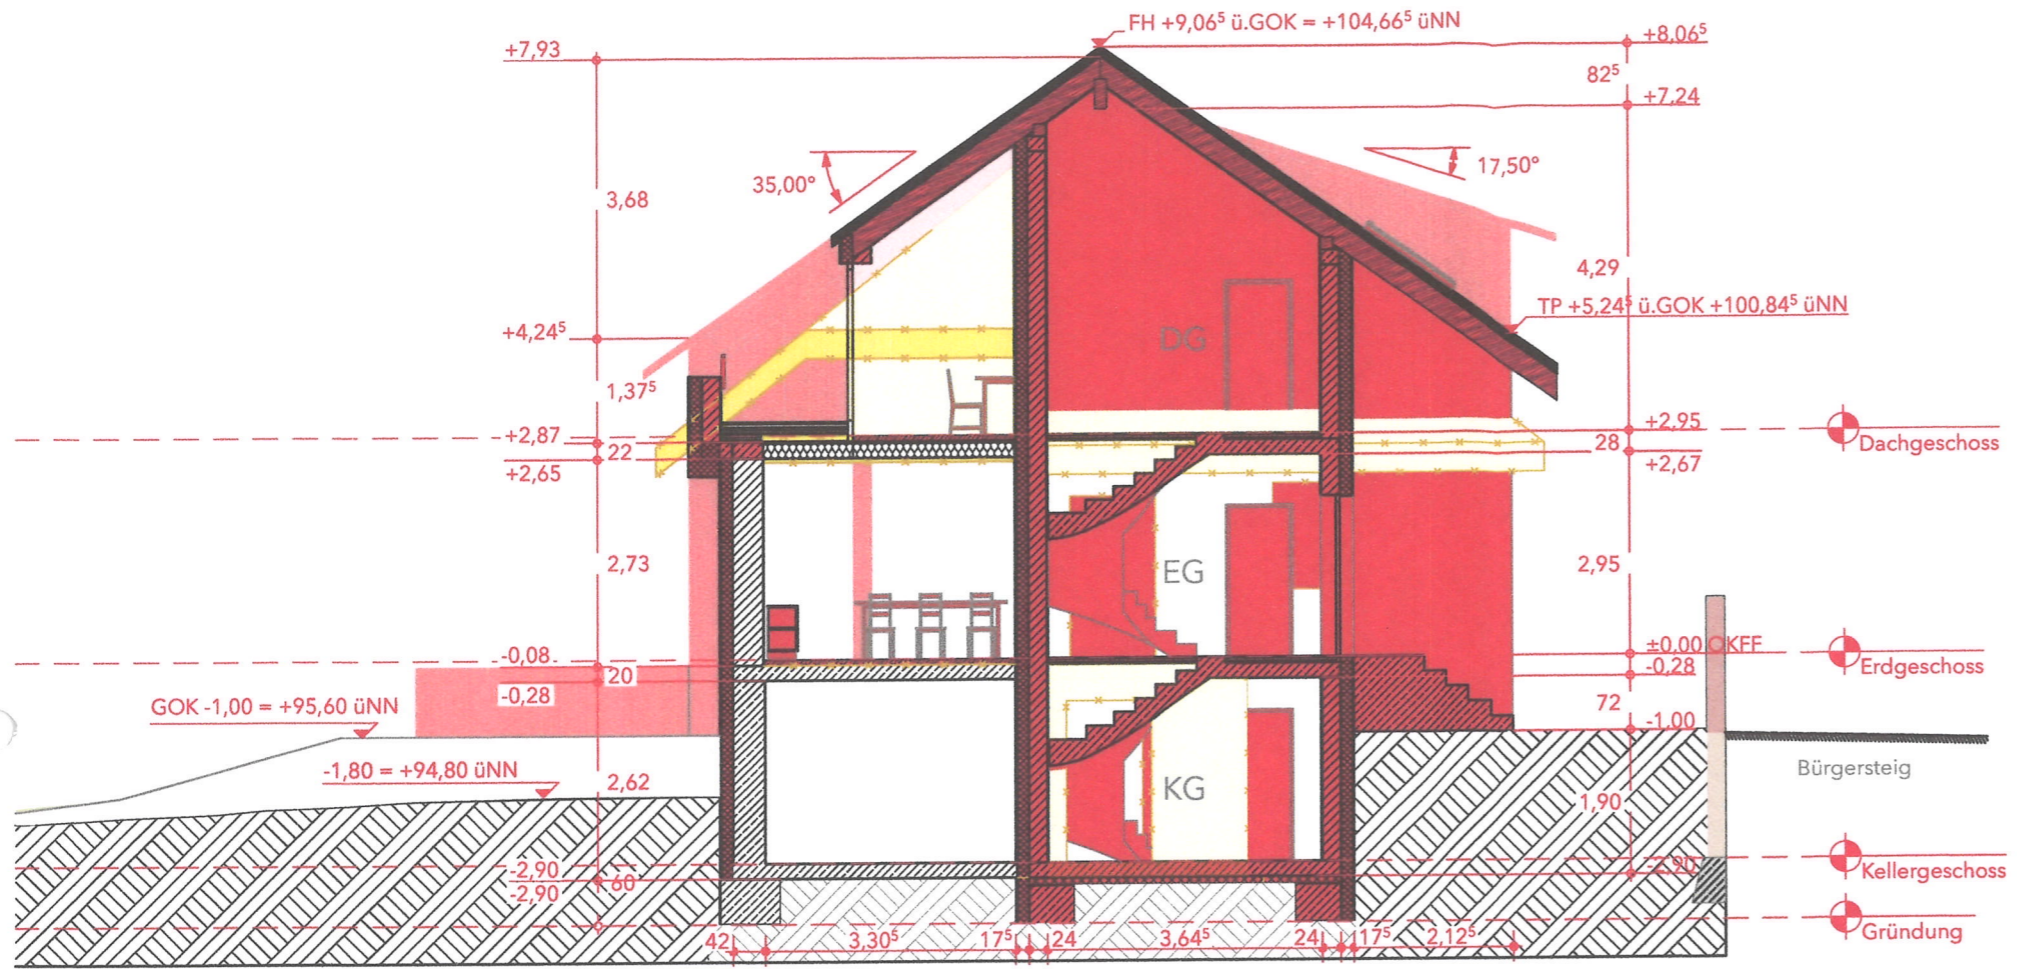 FH +9,06⁵ ü.GOK = +104,66⁵ üNN
+7,93
+8,06⁵
82⁵
+7,24
35,00°
17,50°
3,68
4,29
TP +5,24⁵ ü.GOK +100,84⁵ üNN
+4,24⁵
DG
1,37⁵
+2,87
+2,95
Dachgeschoss
22
28
+2,65
+2,67
2,73
EG
2,95
-0,08
±0,00 OKFF
Erdgeschoss
20
-0,28
-0,28
GOK -1,00 = +95,60 üNN
72
-1,00
-1,80 = +94,80 üNN
Bürgersteig
2,62
KG
1,90
-2,90
-2,90
Kellergeschoss
60
-2,90
Gründung
42
3,30⁵
17⁵
24
3,64⁵
24
17⁵
2,12⁵